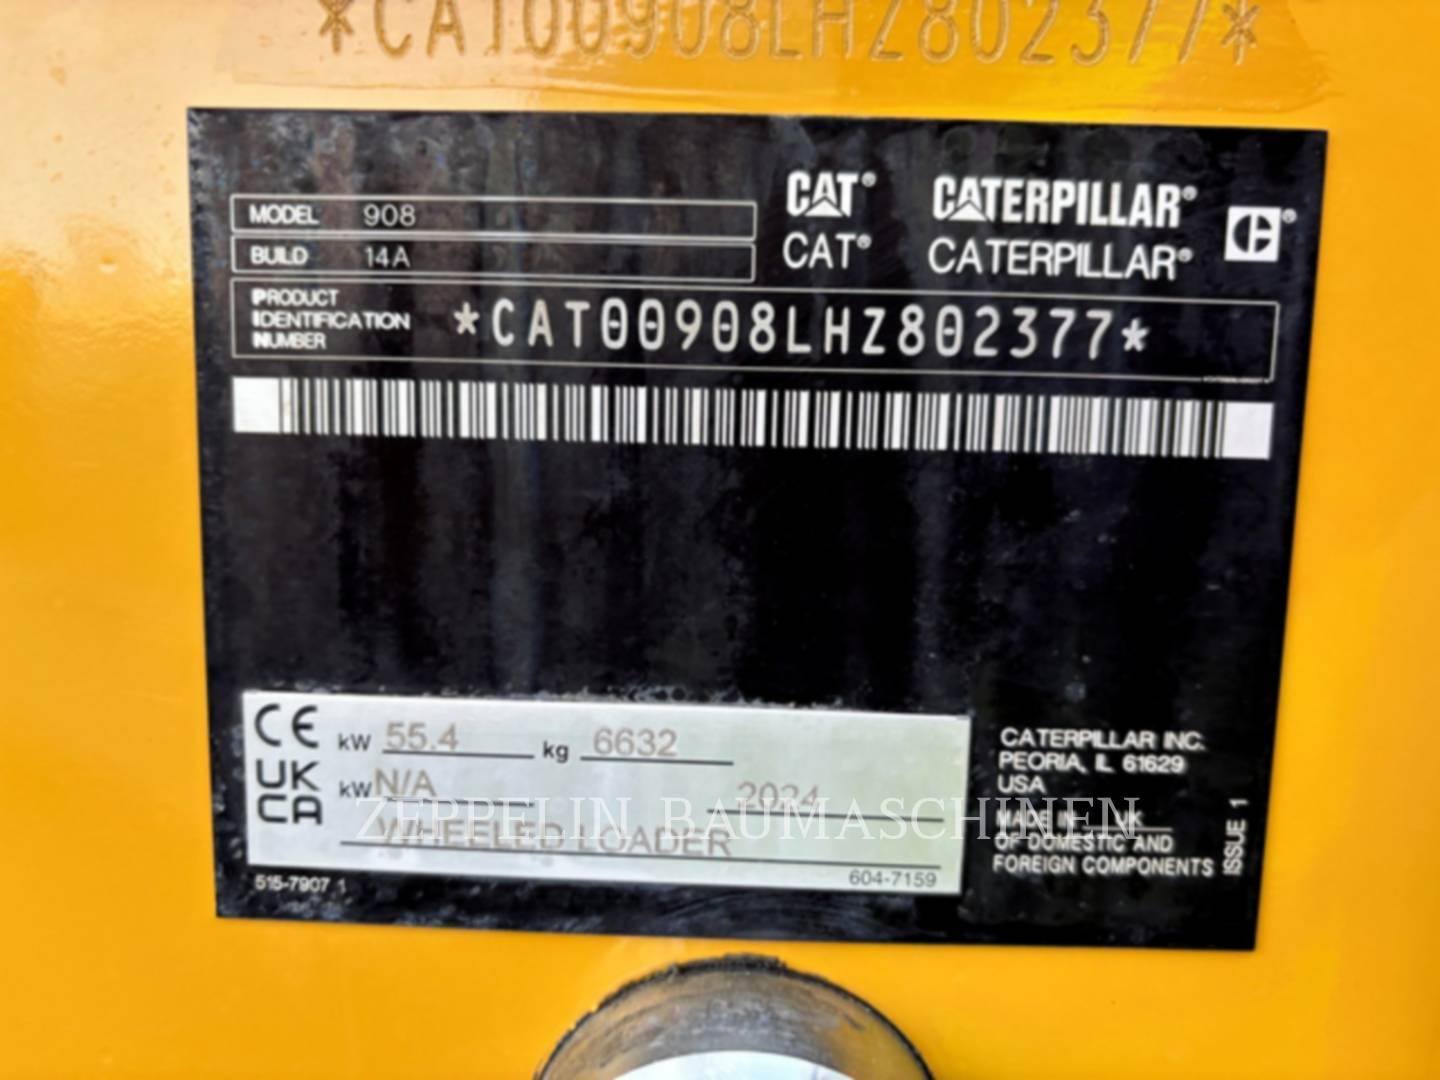 *CAT00908LHZ802377*
CAT® CATERPILLAR®
CAT® CATERPILLAR®
CE®
MODEL 908
BUILD 14A
PRODUCT IDENTIFICATION NUMBER *CAT00908LHZ802377*
CE kW 55.4 kg 6632
UK CA kW N/A 2024
WHEELED LOADER
604-7159
515-7907 1
ZEPPELIN BAUMASCHINEN
CATERPILLAR INC.
PEORIA, IL 61629
USA
MADE IN UK
OF DOMESTIC AND
FOREIGN COMPONENTS
ISSUE 1